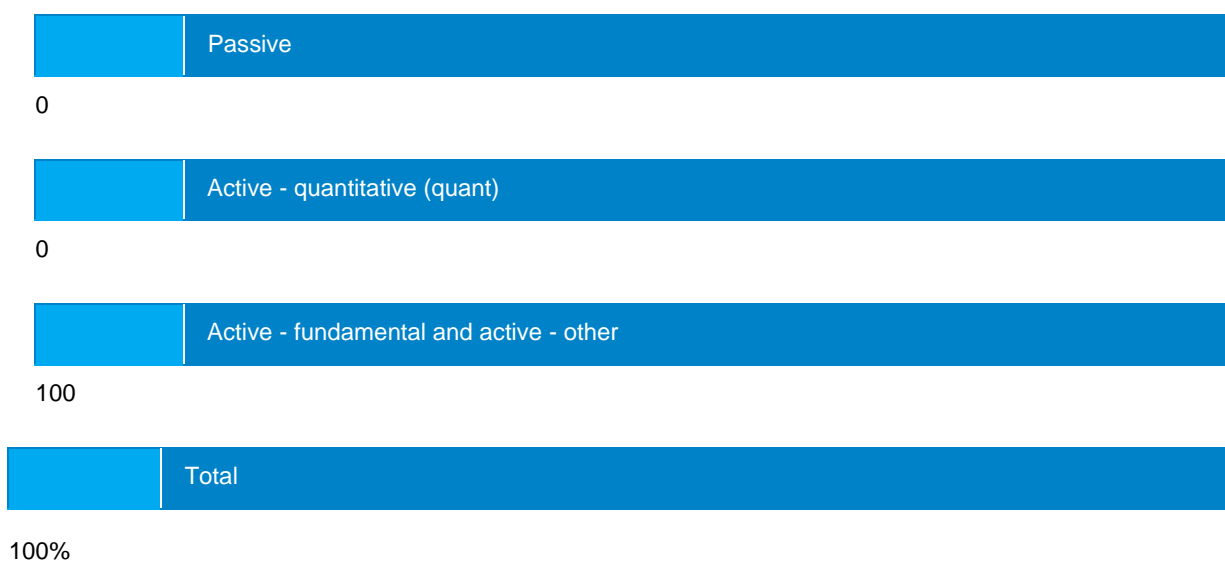 Passive
0
Active - quantitative (quant)
0
Active - fundamental and active - other
100
Total
100%